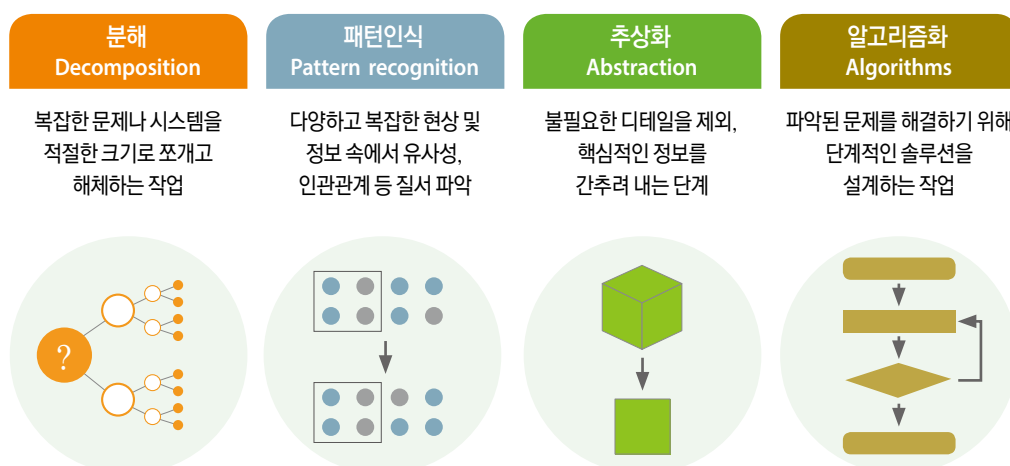 분해
Decomposition
복잡한 문제나 시스템을
적절한 크기로 쪼개고
해체하는 작업
?
패턴인식
Pattern recognition
다양하고 복잡한 현상 및
정보 속에서 유사성,
인관관계 등 질서 파악
추상화
Abstraction
불필요한 디테일을 제외,
핵심적인 정보를
간추려 내는 단계
알고리즘화
Algorithms
파악된 문제를 해결하기 위해
단계적인 솔루션을
설계하는 작업